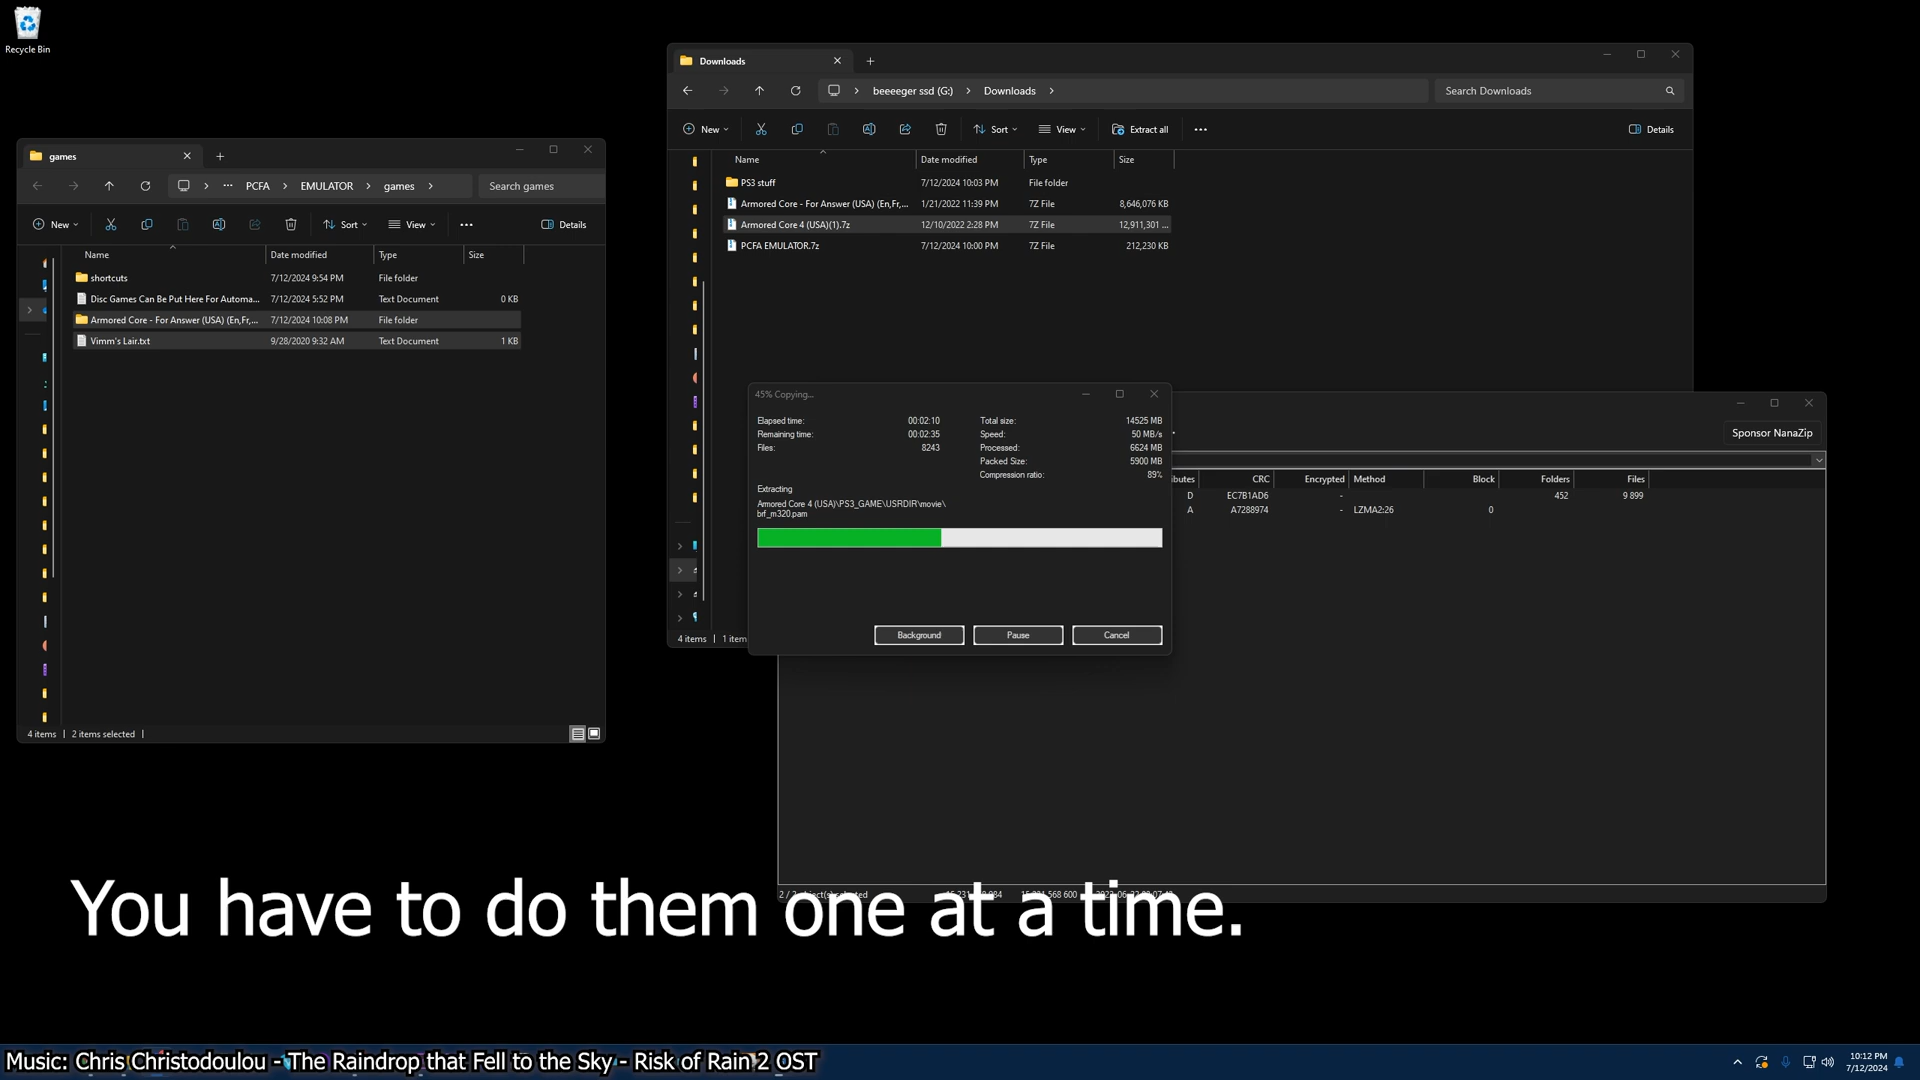 Recycle Bin
games
PCFA > EMULATOR > games >
Search games
New
Sort
View
Details
Name Date modified Type Size
shortcuts 7/12/2024 9:54 PM File folder
Disc Games Can Be Put Here For Automa... 7/12/2024 5:52 PM Text Document 0 KB
Armored Core - For Answer (USA) (En,Fr,... 7/12/2024 10:08 PM File folder
Vimm's Lair.txt 9/28/2020 9:32 AM Text Document 1 KB
4 items | 2 items selected |
Downloads
beeeeger ssd (G:) > Downloads >
Search Downloads
New
Sort
View
Extract all
Details
Name Date modified Type Size
PS3 stuff 7/12/2024 10:03 PM File folder
Armored Core - For Answer (USA) (En,Fr,... 1/21/2022 11:39 PM 7Z File 8,646,076 KB
Armored Core 4 (USA)(1).7z 12/10/2022 2:28 PM 7Z File 12,911,301 ...
PCFA EMULATOR.7z 7/12/2024 10:00 PM 7Z File 212,230 KB
4 items | 1 item
45% Copying...
Elapsed time: 00:02:10 Total size: 14525 MB
Remaining time: 00:02:35 Speed: 50 MB/s
Files: 8243 Processed: 6624 MB
Packed Size: 5900 MB
Compression ratio: 89%
Extracting
Armored Core 4 (USA)\PS3_GAME\USRDIR\movie\
brf_m320.pam
Background
Pause
Cancel
Sponsor NanaZip
ibutes CRC Encrypted Method Block Folders Files
D EC7B1AD6 - 452 9 899
A A7288974 - LZMA2:26 0
You have to do them one at a time.
Music: Chris Christodoulou - The Raindrop that Fell to the Sky - Risk of Rain 2 OST
10:12 PM
7/12/2024